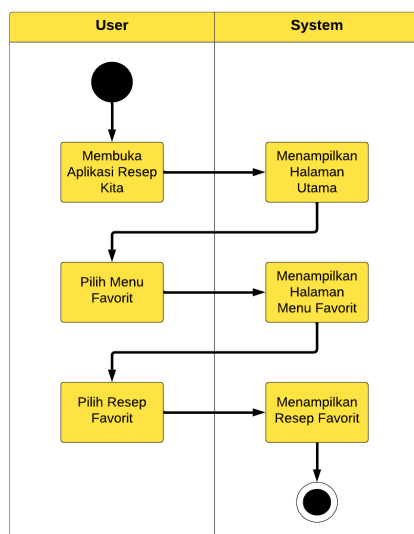 User
System
Membuka
Aplikasi Resep
Kita
Menampilkan
Halaman
Utama
Pilih Menu
Favorit
Menampilkan
Halaman
Menu Favorit
Pilih Resep
Favorit
Menampilkan
Resep Favorit